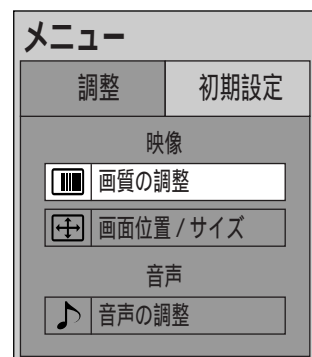 メニュー
調整 初期設定
映像
画質の調整
画面位置 / サイズ
音声
音声の調整